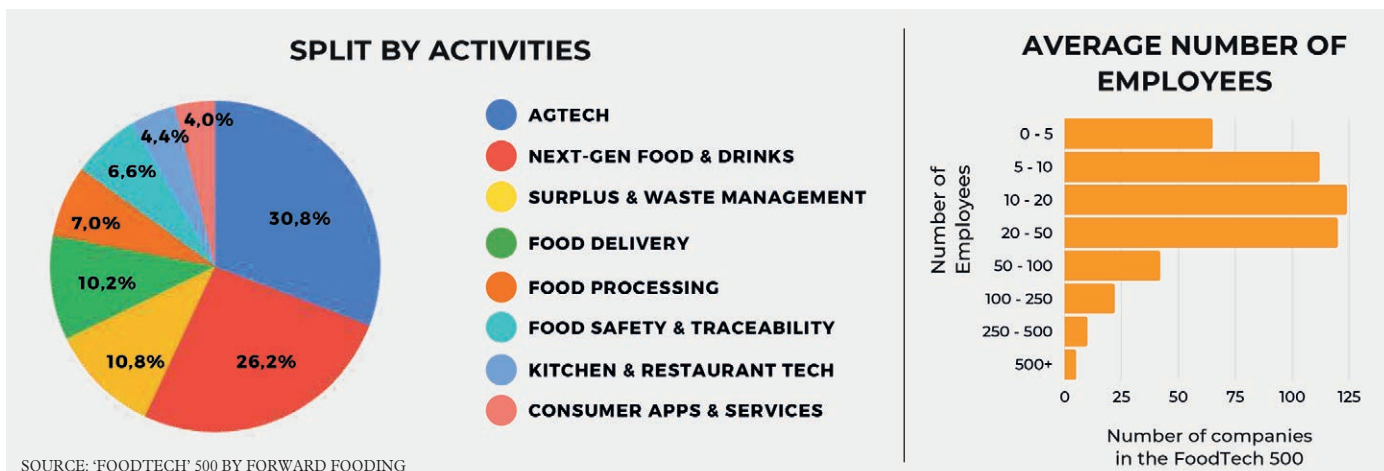 SPLIT BY ACTIVITIES
4,0%
4,4%
6,6%
7,0%
10,2%
10,8%
26,2%
30,8%
AGTECH
NEXT-GEN FOOD & DRINKS
SURPLUS & WASTE MANAGEMENT
FOOD DELIVERY
FOOD PROCESSING
FOOD SAFETY & TRACEABILITY
KITCHEN & RESTAURANT TECH
CONSUMER APPS & SERVICES
SOURCE: ‘FOODTECH’ 500 BY FORWARD FOODING
AVERAGE NUMBER OF
EMPLOYEES
Number of
Employees
0 - 5
5 - 10
10 - 20
20 - 50
50 - 100
100 - 250
250 - 500
500+
0 25 50 75 100 125
Number of companies
in the FoodTech 500